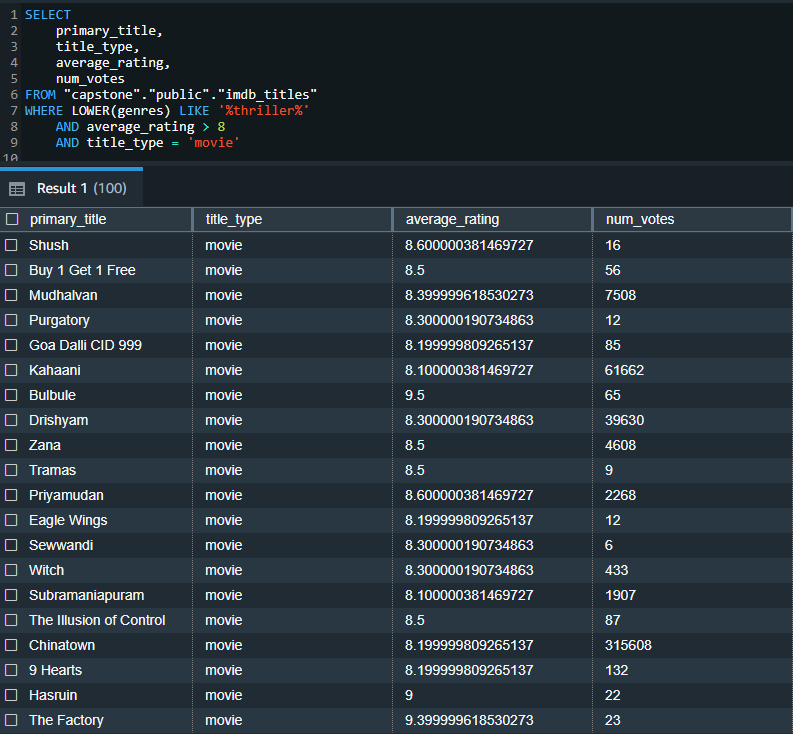 1 SELECT
2 primary_title,
3 title_type,
4 average_rating,
5 num_votes
6 FROM "capstone"."public"."imdb_titles"
7 WHERE LOWER(genres) LIKE '%thriller%'
8 AND average_rating > 8
9 AND title_type = 'movie'
10
Result 1 (100)
primary_title title_type average_rating num_votes
Shush movie 8.600000381469727 16
Buy 1 Get 1 Free movie 8.5 56
Mudhalvan movie 8.399999618530273 7508
Purgatory movie 8.300000190734863 12
Goa Dalli CID 999 movie 8.199999809265137 85
Kahaani movie 8.100000381469727 61662
Bulbule movie 9.5 65
Drishyam movie 8.300000190734863 39630
Zana movie 8.5 4608
Tramas movie 8.5 9
Priyamudan movie 8.600000381469727 2268
Eagle Wings movie 8.199999809265137 12
Sewwandi movie 8.300000190734863 6
Witch movie 8.300000190734863 433
Subramaniapuram movie 8.100000381469727 1907
The Illusion of Control movie 8.5 87
Chinatown movie 8.199999809265137 315608
9 Hearts movie 8.199999809265137 132
Hasruin movie 9 22
The Factory movie 9.399999618530273 23